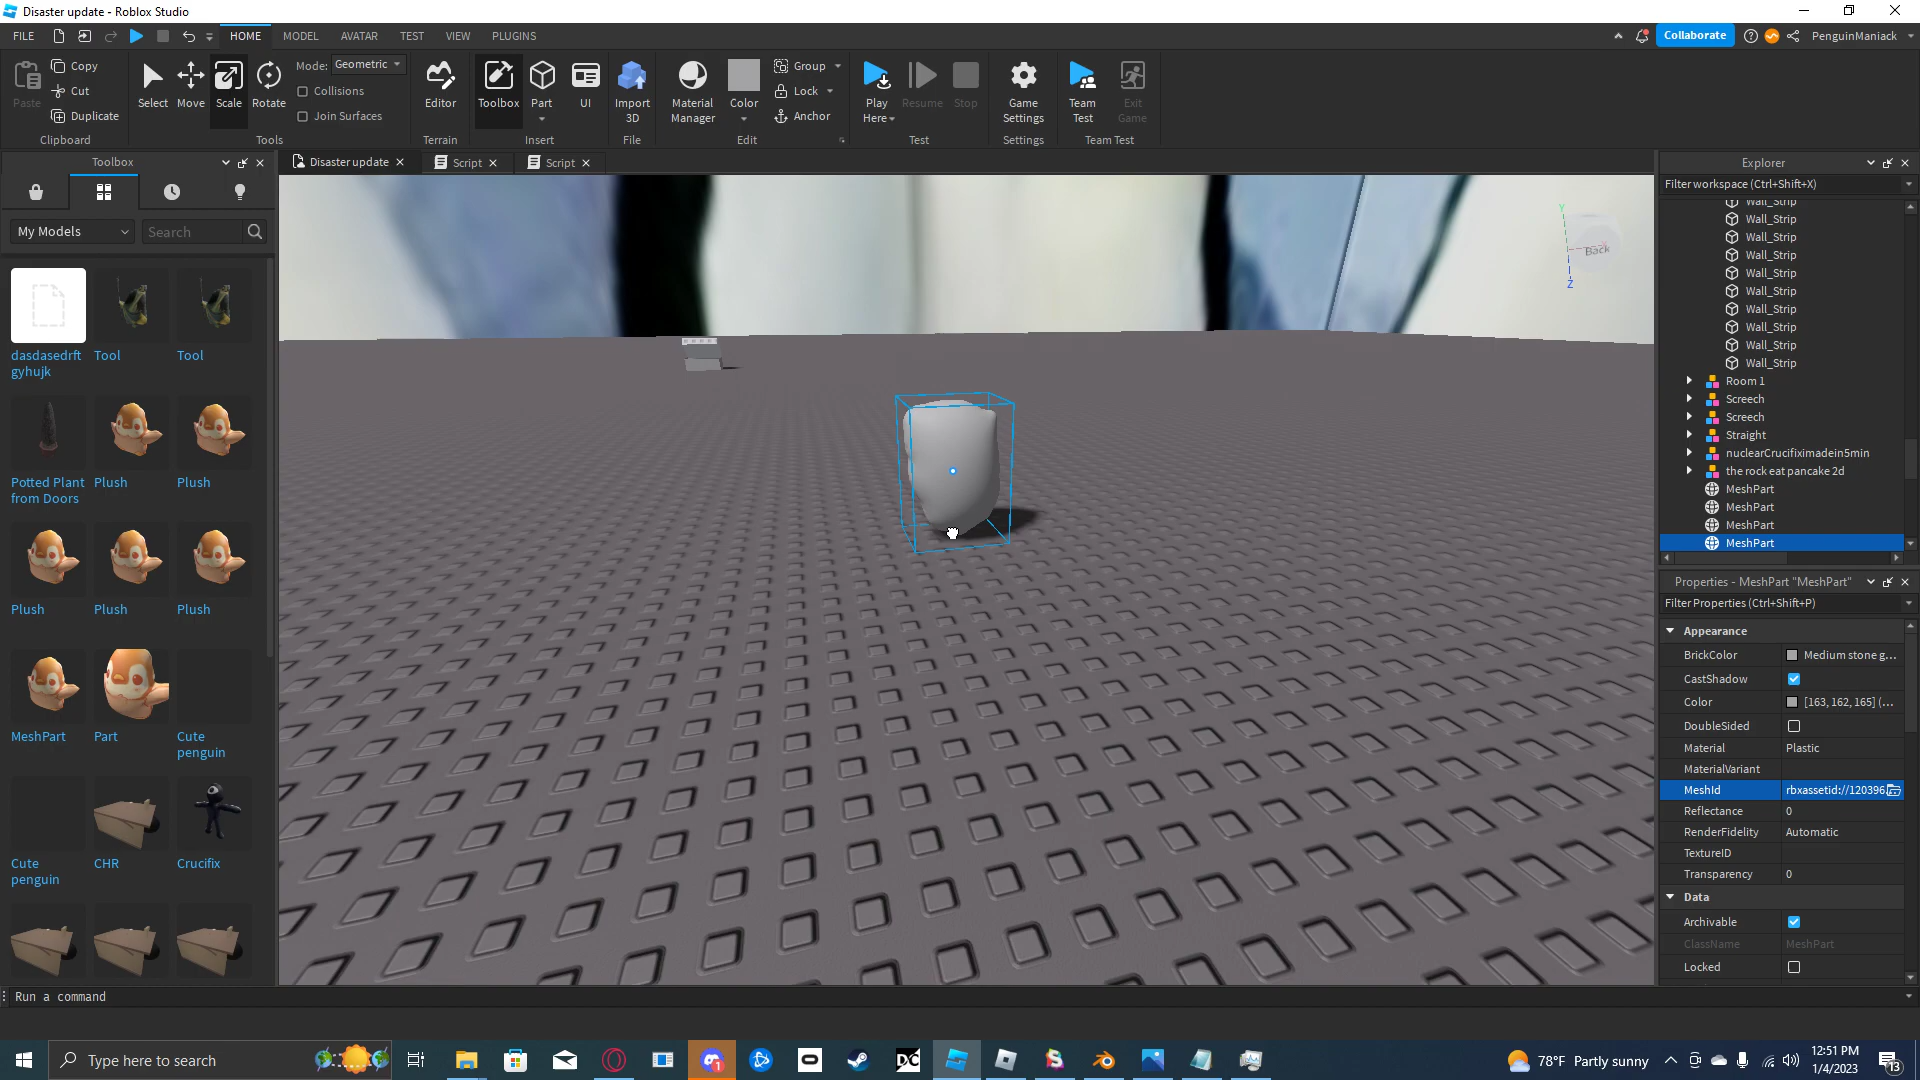 Disaster update - Roblox Studio
FILE
HOME
MODEL
AVATAR
TEST
VIEW
PLUGINS
Collaborate
PenguinManiack
Paste
Copy
Cut
Duplicate
Clipboard
Select
Move
Scale
Rotate
Mode:
Geometric
Collisions
Join Surfaces
Tools
Editor
Terrain
Toolbox
Part
UI
Insert
Import
3D
File
Material
Manager
Color
Group
Lock
Anchor
Edit
Play
Here
Resume
Stop
Test
Game
Settings
Settings
Team
Test
Exit
Game
Team Test
Toolbox
Disaster update
Script
Script
Explorer
My Models
Search
Filter workspace (Ctrl+Shift+X)
dasdasedrft
gyhujk
Tool
Tool
Potted Plant
from Doors
Plush
Plush
Plush
Plush
Plush
MeshPart
Part
Cute
penguin
Cute
penguin
CHR
Crucifix
Y
Back
Z
Wall_Strip
Wall_Strip
Wall_Strip
Wall_Strip
Wall_Strip
Wall_Strip
Wall_Strip
Wall_Strip
Wall_Strip
Wall_Strip
Room 1
Screech
Screech
Straight
nuclearCrucifiximadein5min
the rock eat pancake 2d
MeshPart
MeshPart
MeshPart
MeshPart
Properties - MeshPart "MeshPart"
Filter Properties (Ctrl+Shift+P)
Appearance
BrickColor
Medium stone g...
CastShadow
Color
[163, 162, 165] (...
DoubleSided
Material
Plastic
MaterialVariant
MeshId
rbxassetid://120396
Reflectance
0
RenderFidelity
Automatic
TextureID
Transparency
0
Data
Archivable
ClassName
MeshPart
Locked
Run a command
Type here to search
1
DC
78°F Partly sunny
12:51 PM
1/4/2023
13